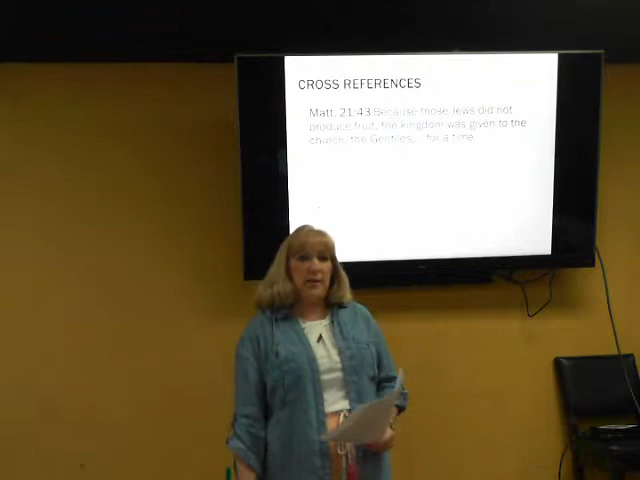 CROSS REFERENCES
Matt. 21:43 Because those Jews did not
produce fruit, the kingdom was given to the
church, the Gentiles, for a time